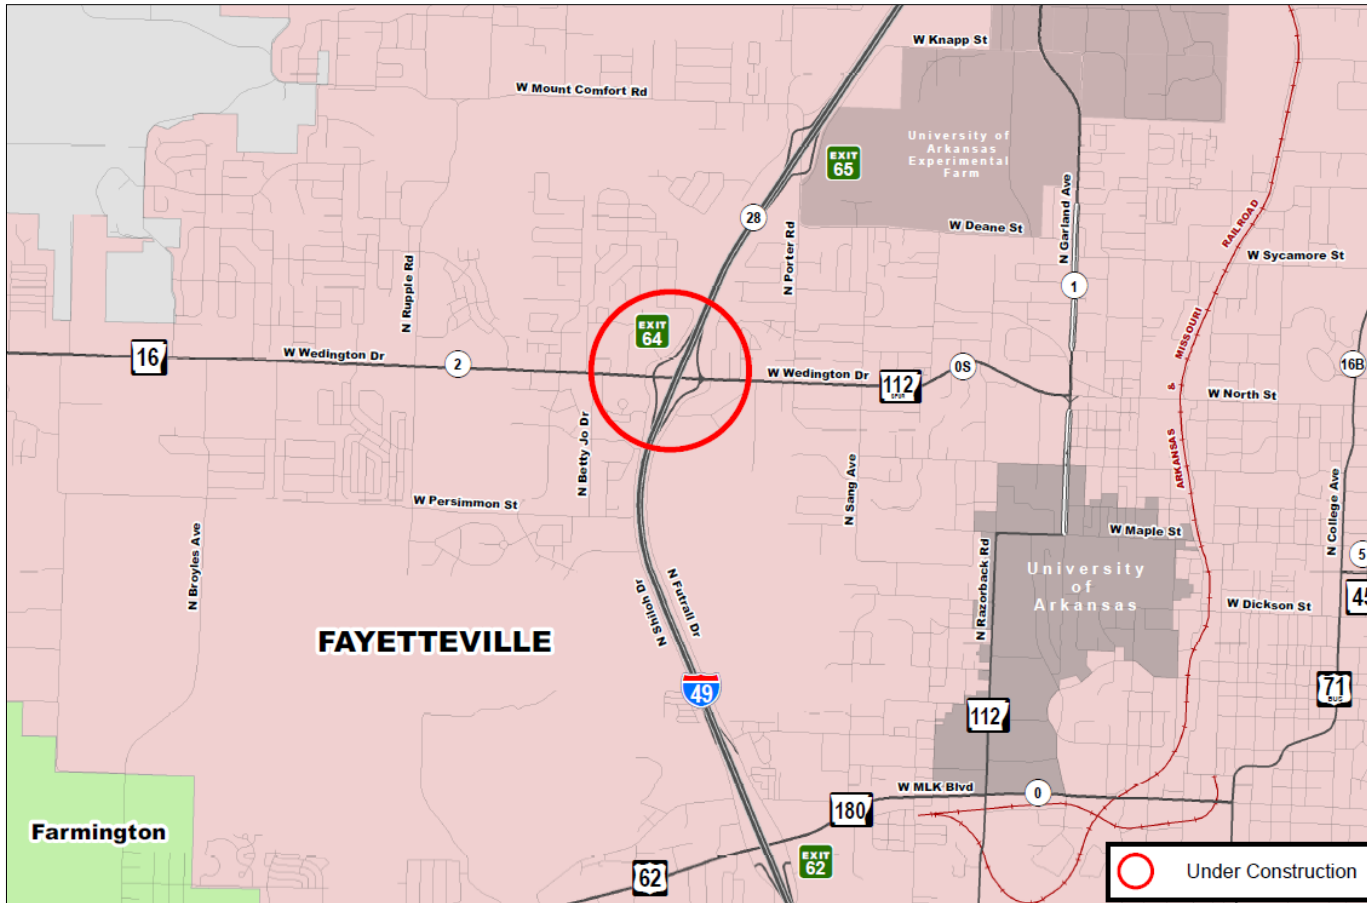 W Knapp St
W Mount Comfort Rd
University of
Arkansas
Experimental
Farm
EXIT
65
28
W Deane St
N Garland Ave
N Porter Rd
RAILROAD
W Sycamore St
N Rupple Rd
1
MISSOURI
EXIT
64
16
W Wedington Dr
2
W Wedington Dr
112
SPUR
0S
16B
&
W North St
N Betty Jo Dr
ARKANSAS
N Sang Ave
N College Ave
W Persimmon St
W Maple St
N Broyles Ave
N Razorback Rd
University
of
Arkansas
5
45
W Dickson St
N Futrall Dr
N Shiloh Dr
FAYETTEVILLE
49
71
BUS
112
W MLK Blvd
0
180
Farmington
EXIT
62
62
Under Construction